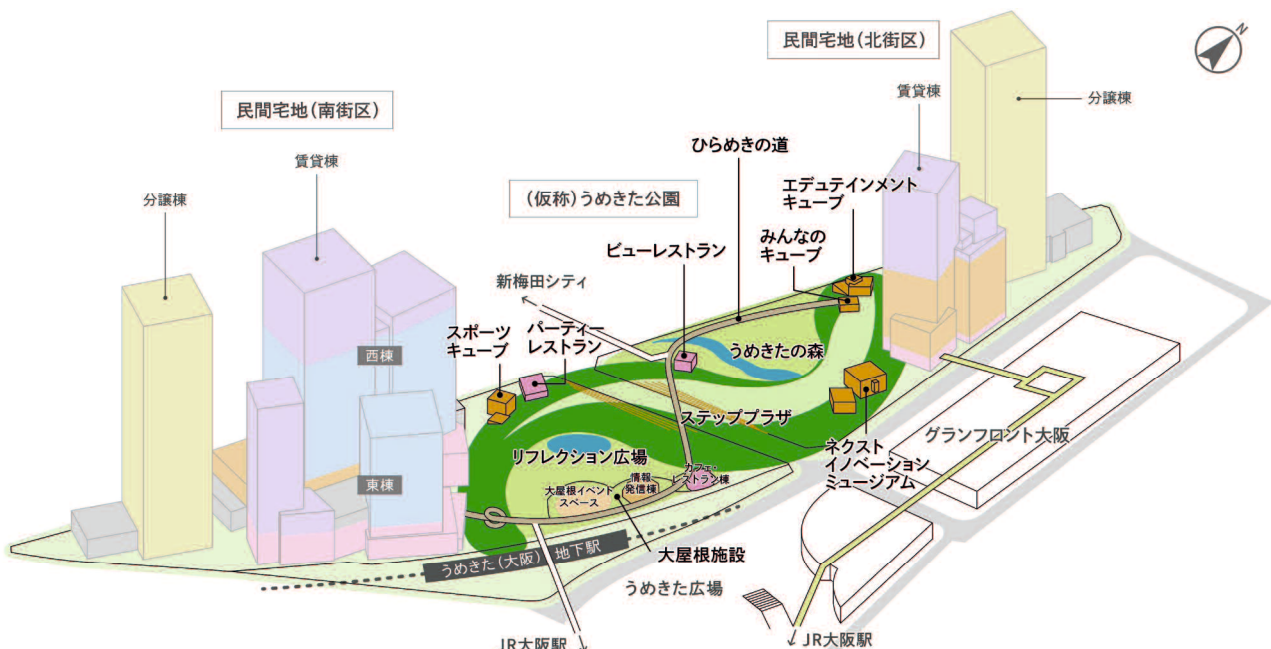 N
民間宅地(北街区)
賃貸棟
分譲棟
民間宅地(南街区)
賃貸棟
分譲棟
ひらめきの道
エデュテインメント
キューブ
(仮称)うめきた公園
みんなの
キューブ
ビューレストラン
新梅田シティ
スポーツ
キューブ
パーティー
レストラン
うめきたの森
西棟
ステッププラザ
グランフロント大阪
リフレクション広場
ネクスト
イノベーション
ミュージアム
カフェ・
レストラン棟
情報
発信棟
大屋根イベント
スペース
東棟
大屋根施設
うめきた(大阪) 地下駅
うめきた広場
JR大阪駅
JR大阪駅